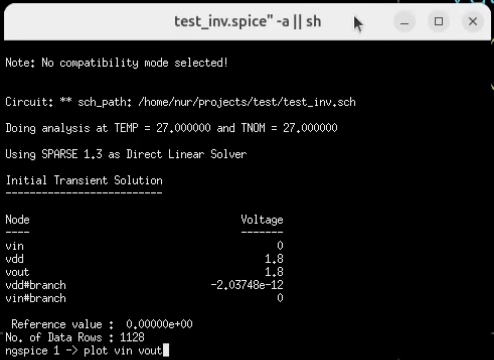 test_inv.spice" -a || sh
Note: No compatibility mode selected!
Circuit: ** sch_path: /home/nur/projects/test/test_inv.sch
Doing analysis at TEMP = 27.000000 and TNOM = 27.000000
Using SPARSE 1.3 as Direct Linear Solver
Initial Transient Solution
--------------------------
Node Voltage
---- -------
vin 0
vdd 1.8
vout 1.8
vdd#branch -2.03748e-12
vin#branch 0
Reference value : 0.00000e+00
No. of Data Rows : 1128
ngspice 1 -> plot vin vout